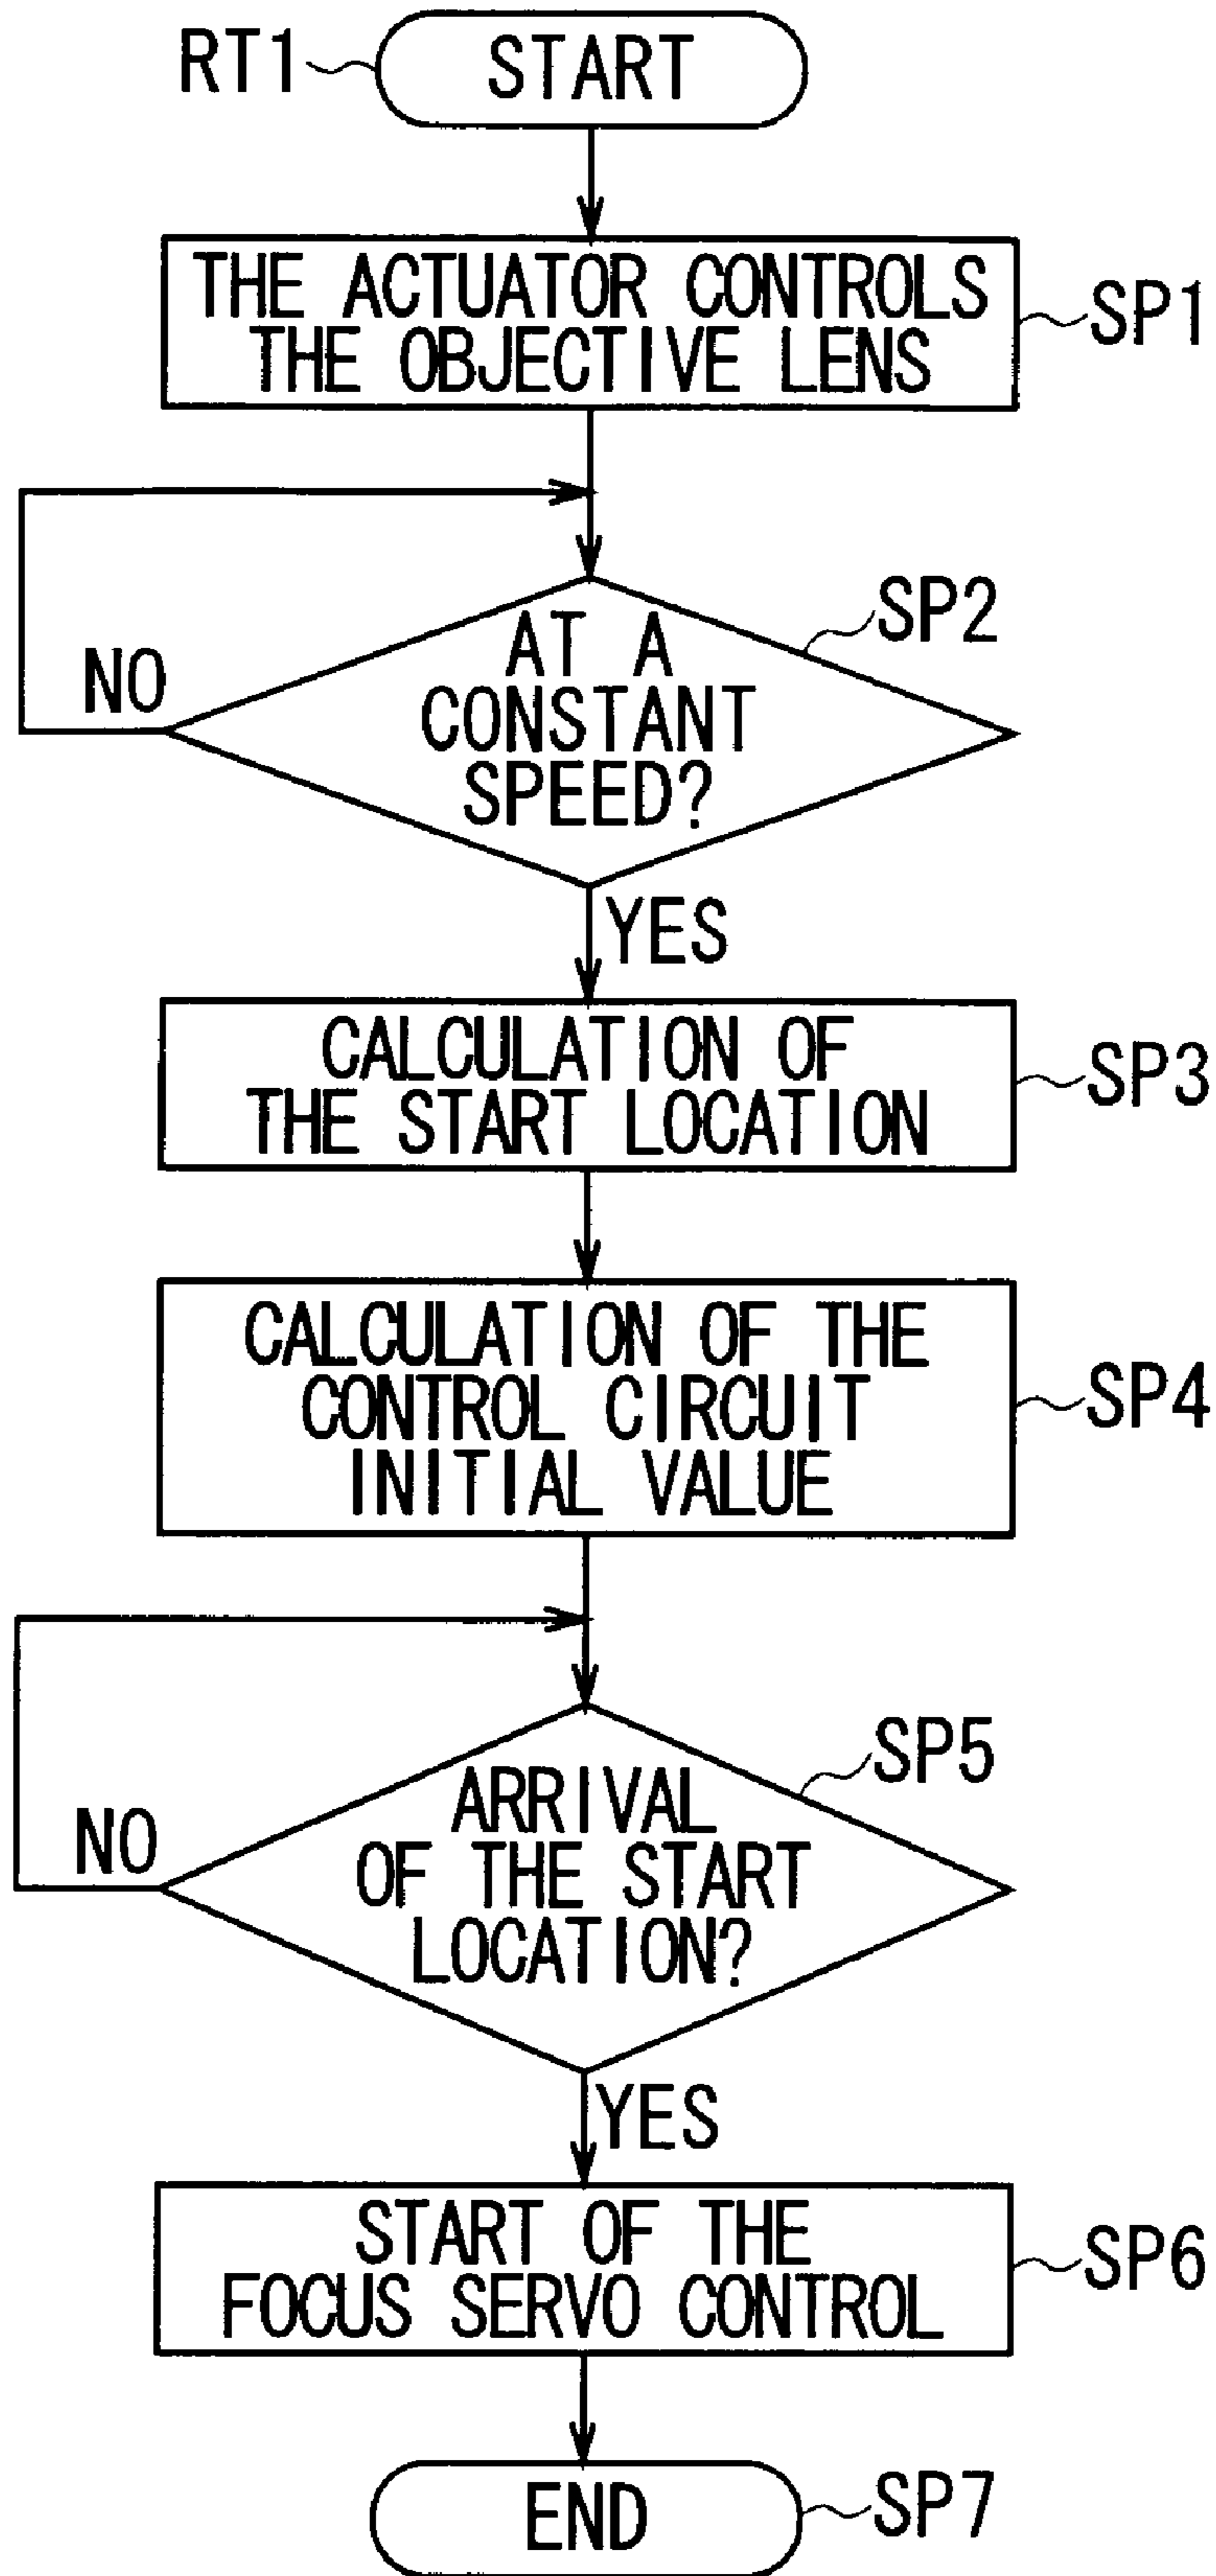 RT1
START
THE ACTUATOR CONTROLS
THE OBJECTIVE LENS
SP1
AT A
CONSTANT
SPEED?
SP2
NO
YES
CALCULATION OF
THE START LOCATION
SP3
CALCULATION OF THE
CONTROL CIRCUIT
INITIAL VALUE
SP4
ARRIVAL
OF THE START
LOCATION?
SP5
NO
YES
START OF THE
FOCUS SERVO CONTROL
SP6
END
SP7